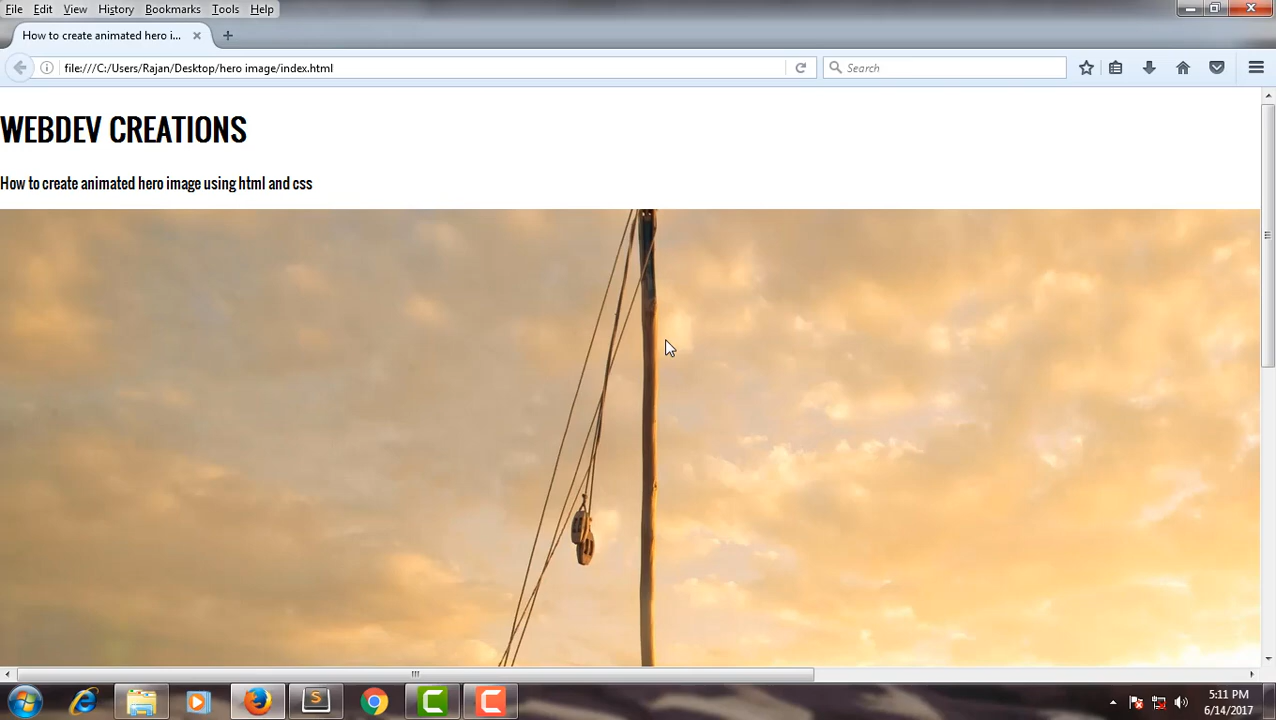 File Edit View History Bookmarks Tools Help
How to create animated hero i...
file:///C:/Users/Rajan/Desktop/hero image/index.html
Search
WEBDEV CREATIONS
How to create animated hero image using html and css
5:11 PM
6/14/2017